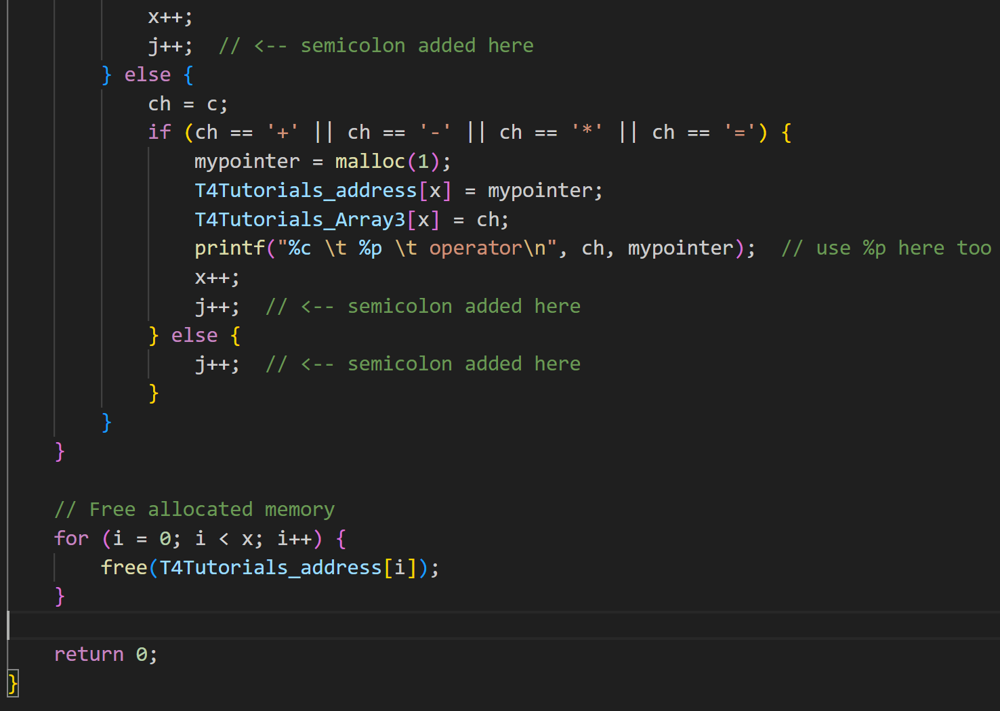 x++;
j++;  // <-- semicolon added here
} else {
ch = c;
if (ch == '+' || ch == '-' || ch == '*' || ch == '=') {
mypointer = malloc(1);
T4Tutorials_address[x] = mypointer;
T4Tutorials_Array3[x] = ch;
printf("%c \t %p \t operator\n", ch, mypointer);  // use %p here too
x++;
j++;  // <-- semicolon added here
} else {
j++;  // <-- semicolon added here
}
}
}
// Free allocated memory
for (i = 0; i < x; i++) {
free(T4Tutorials_address[i]);
}
return 0;
}